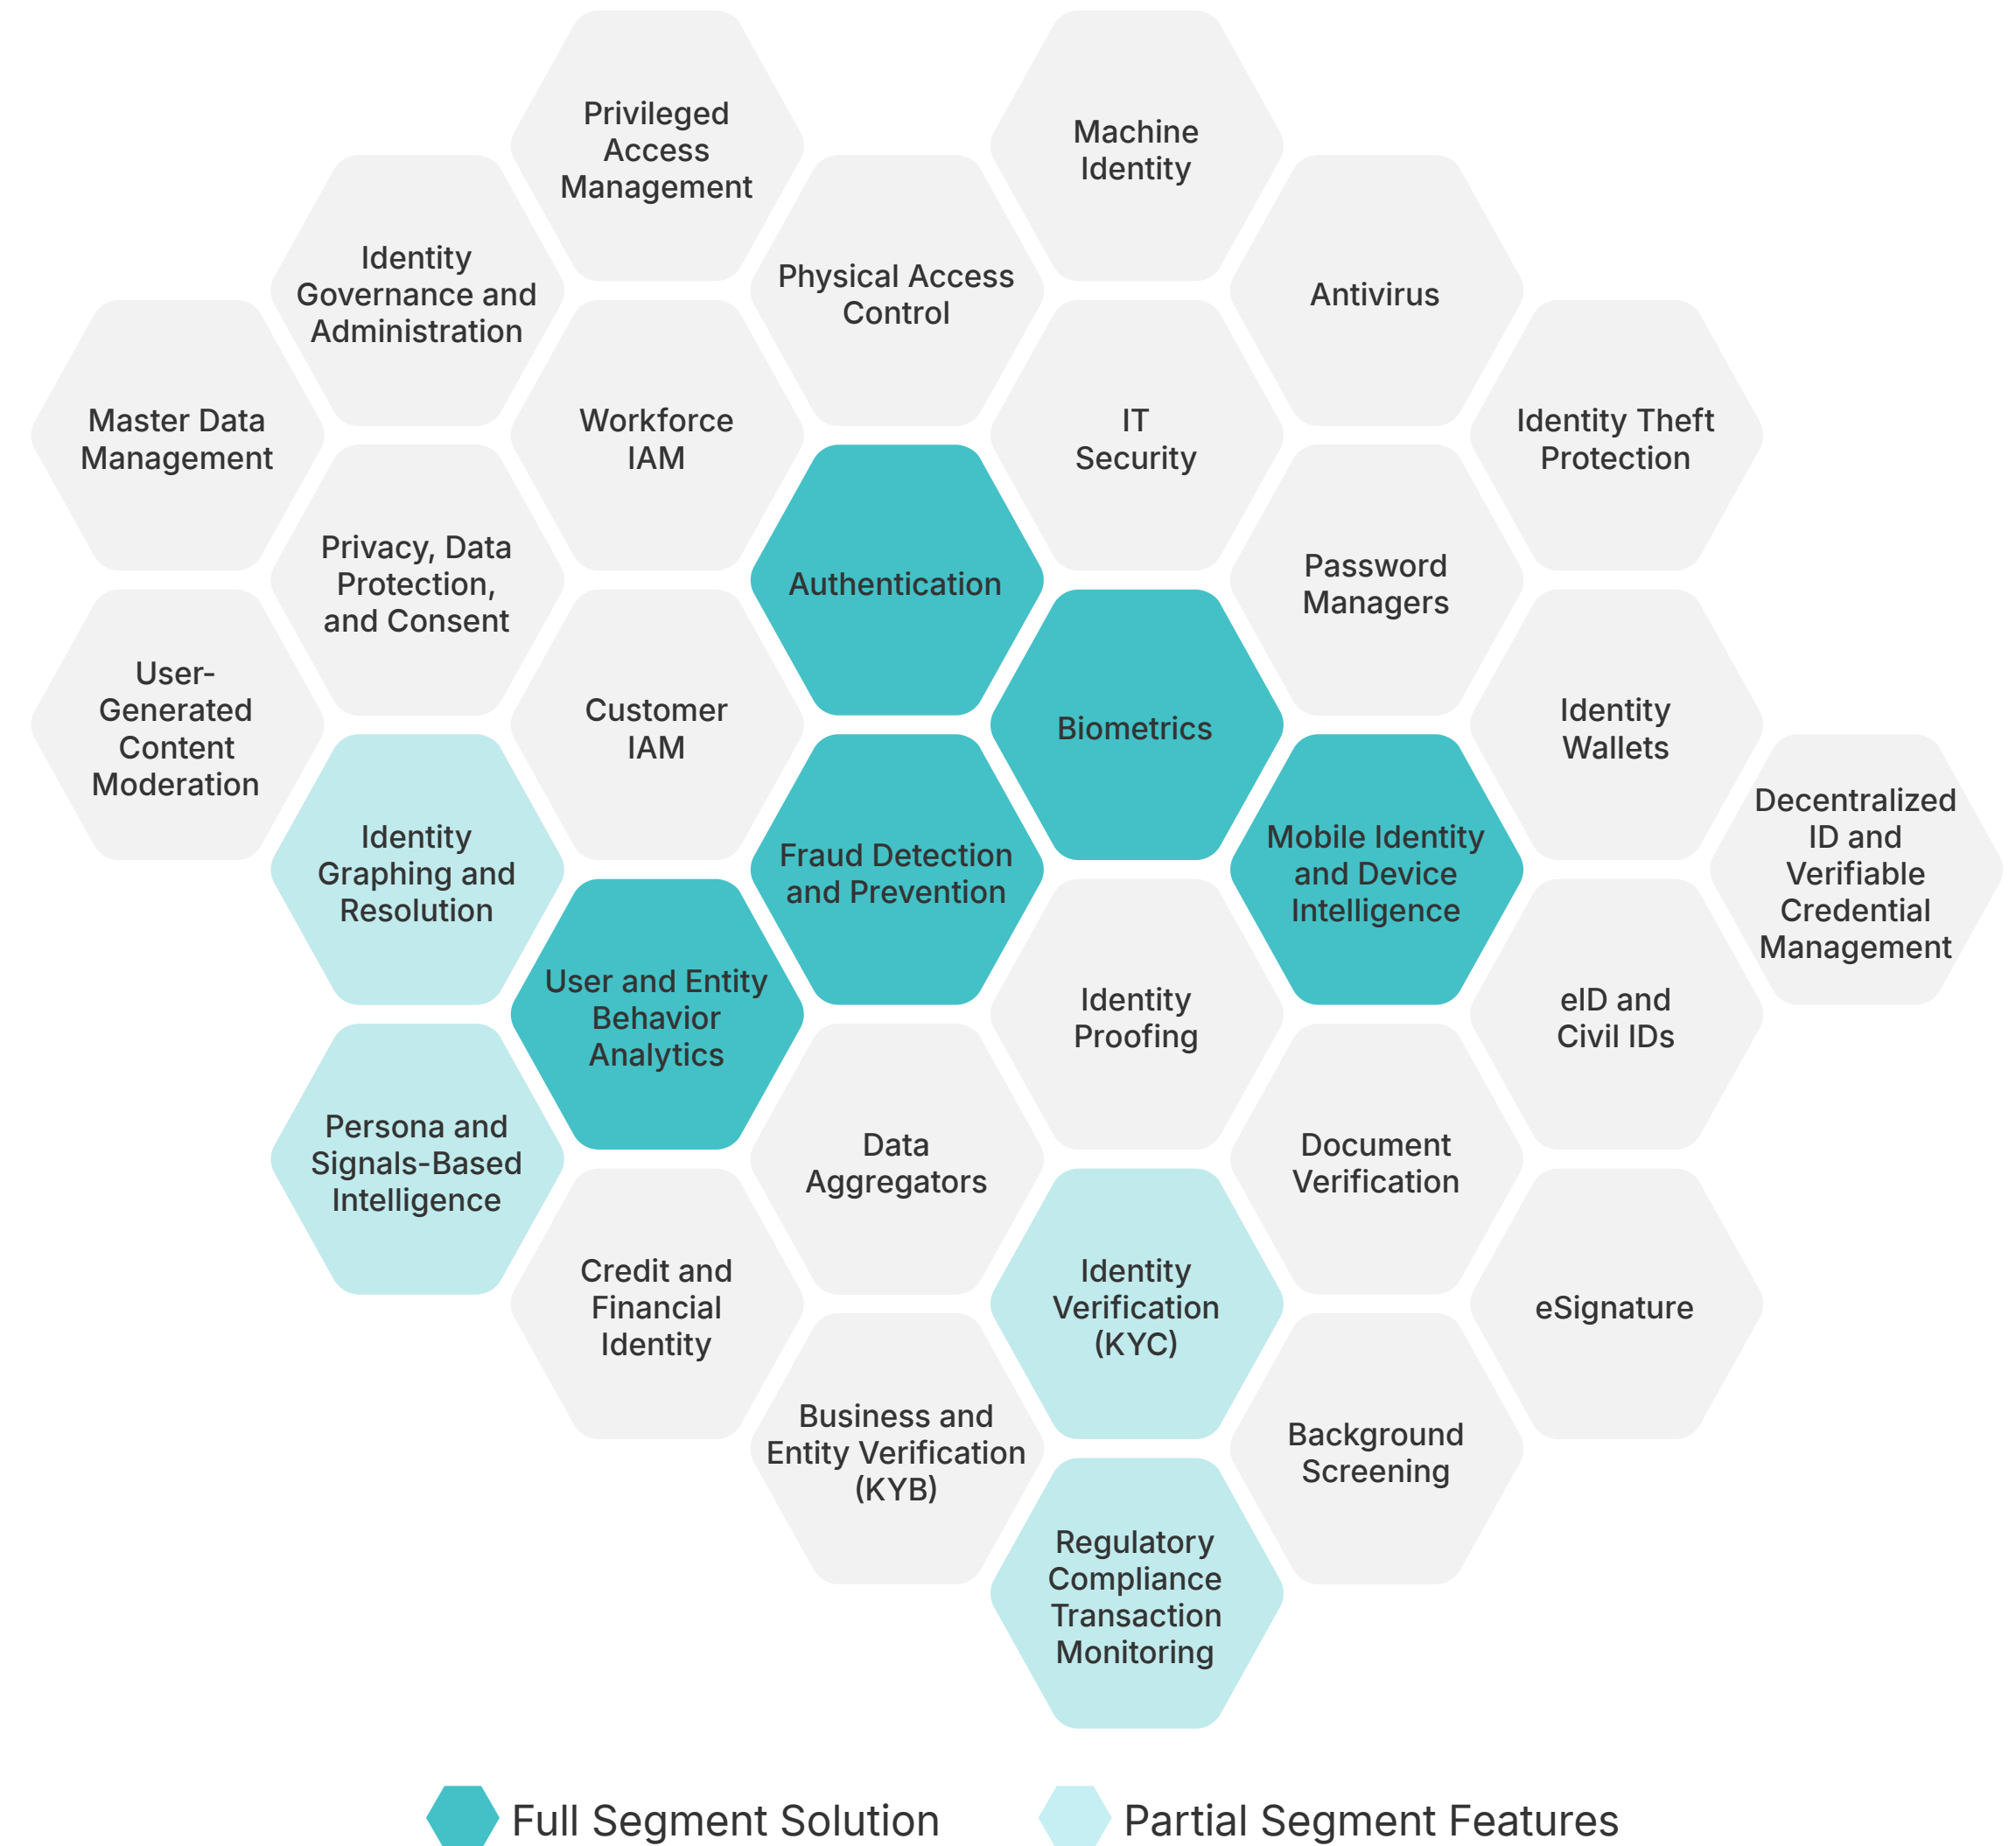 Privileged
Access
Management
Machine
Identity
Identity
Governance and
Administration
Physical Access
Control
Antivirus
Master Data
Management
Workforce
IAM
IT
Security
Identity Theft
Protection
Privacy, Data
Protection,
and Consent
Authentication
Password
Managers
User-
Generated
Content
Moderation
Customer
IAM
Biometrics
Identity
Wallets
Identity
Graphing and
Resolution
Fraud Detection
and Prevention
Mobile Identity
and Device
Intelligence
Decentralized
ID and
Verifiable
Credential
Management
User and Entity
Behavior
Analytics
Identity
Proofing
eID and
Civil IDs
Persona and
Signals-Based
Intelligence
Data
Aggregators
Document
Verification
Credit and
Financial
Identity
Identity
Verification
(KYC)
eSignature
Business and
Entity Verification
(KYB)
Background
Screening
Regulatory
Compliance
Transaction
Monitoring
Full Segment Solution
Partial Segment Features